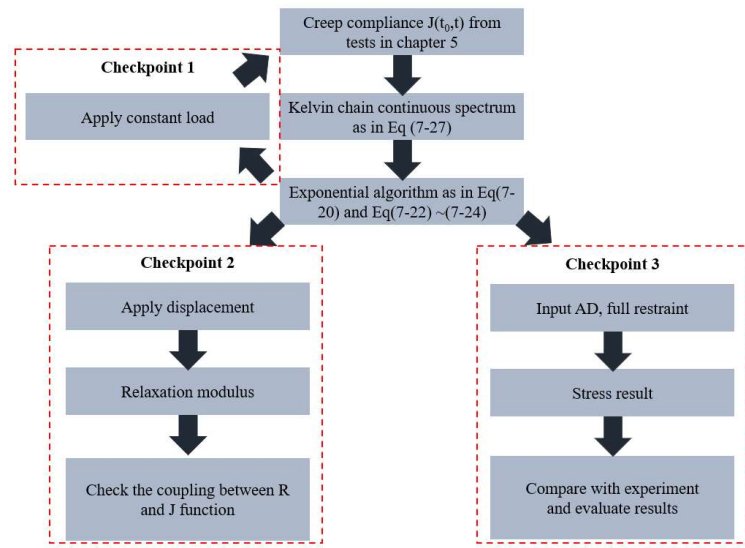 Creep compliance J(t0,t) from
tests in chapter 5
Checkpoint 1
Apply constant load
Kelvin chain continuous spectrum
as in Eq (7-27)
Exponential algorithm as in Eq(7-
20) and Eq(7-22) ~(7-24)
Checkpoint 2
Apply displacement
Relaxation modulus
Check the coupling between R
and J function
Checkpoint 3
Input AD, full restraint
Stress result
Compare with experiment
and evaluate results